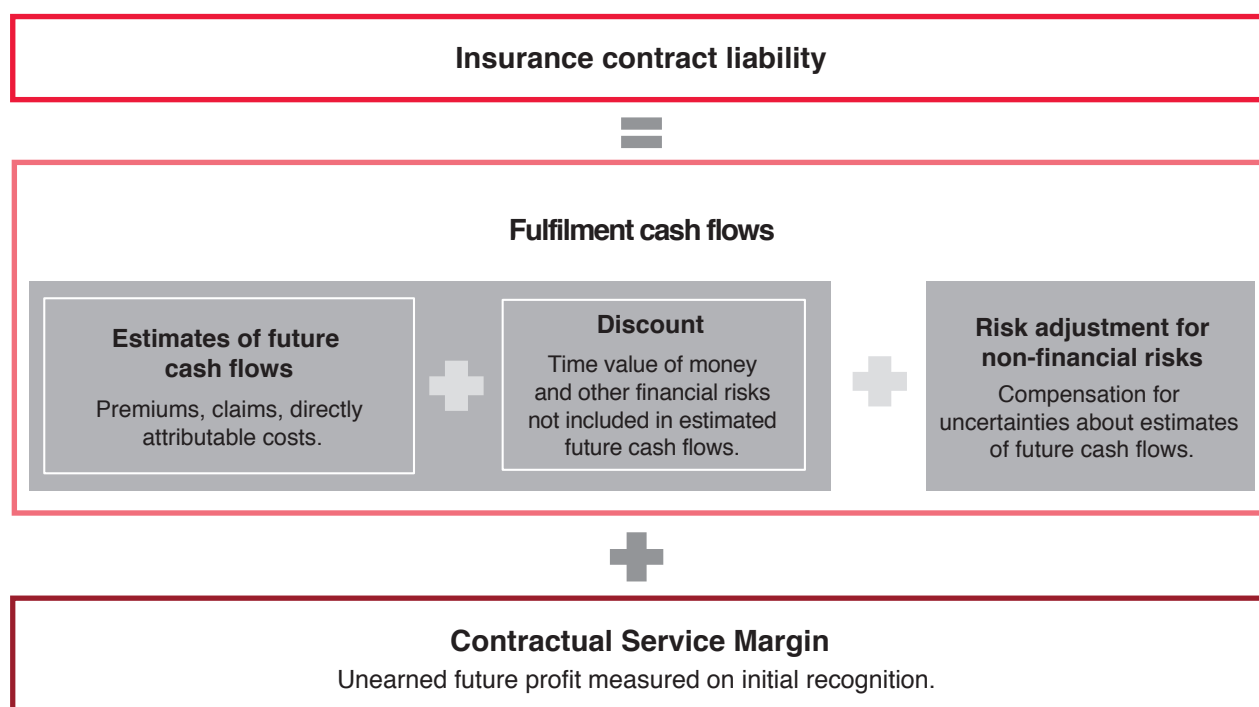 Insurance contract liability
Fulfilment cash flows
Estimates of future
cash flows
Premiums, claims, directly
attributable costs.
Discount
Time value of money
and other financial risks
not included in estimated
future cash flows.
Risk adjustment for
non-financial risks
Compensation for
uncertainties about estimates
of future cash flows.
Contractual Service Margin
Unearned future profit measured on initial recognition.